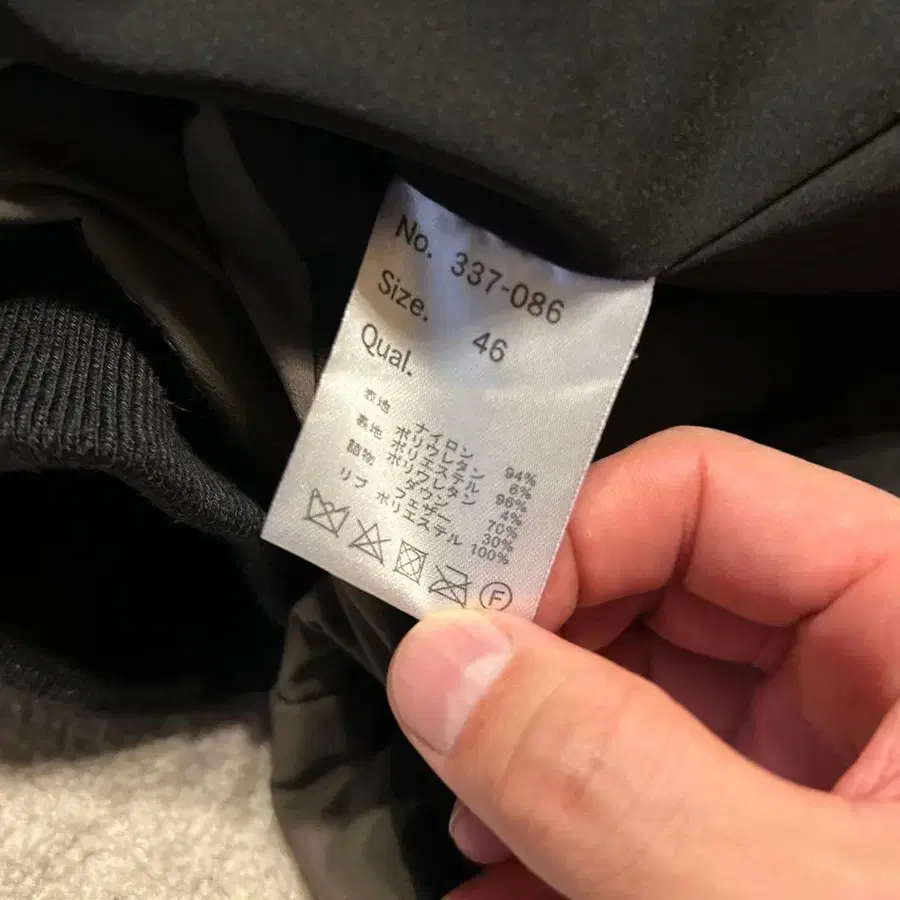 No. 337-086
Size. 46
Qual.
表地 ナイロン 94%
ポリウレタン 6%
裏地 ポリエステル 96%
ポリウレタン 4%
詰物 ダウン 70%
フェザー 30%
リブ ポリエステル 100%
F